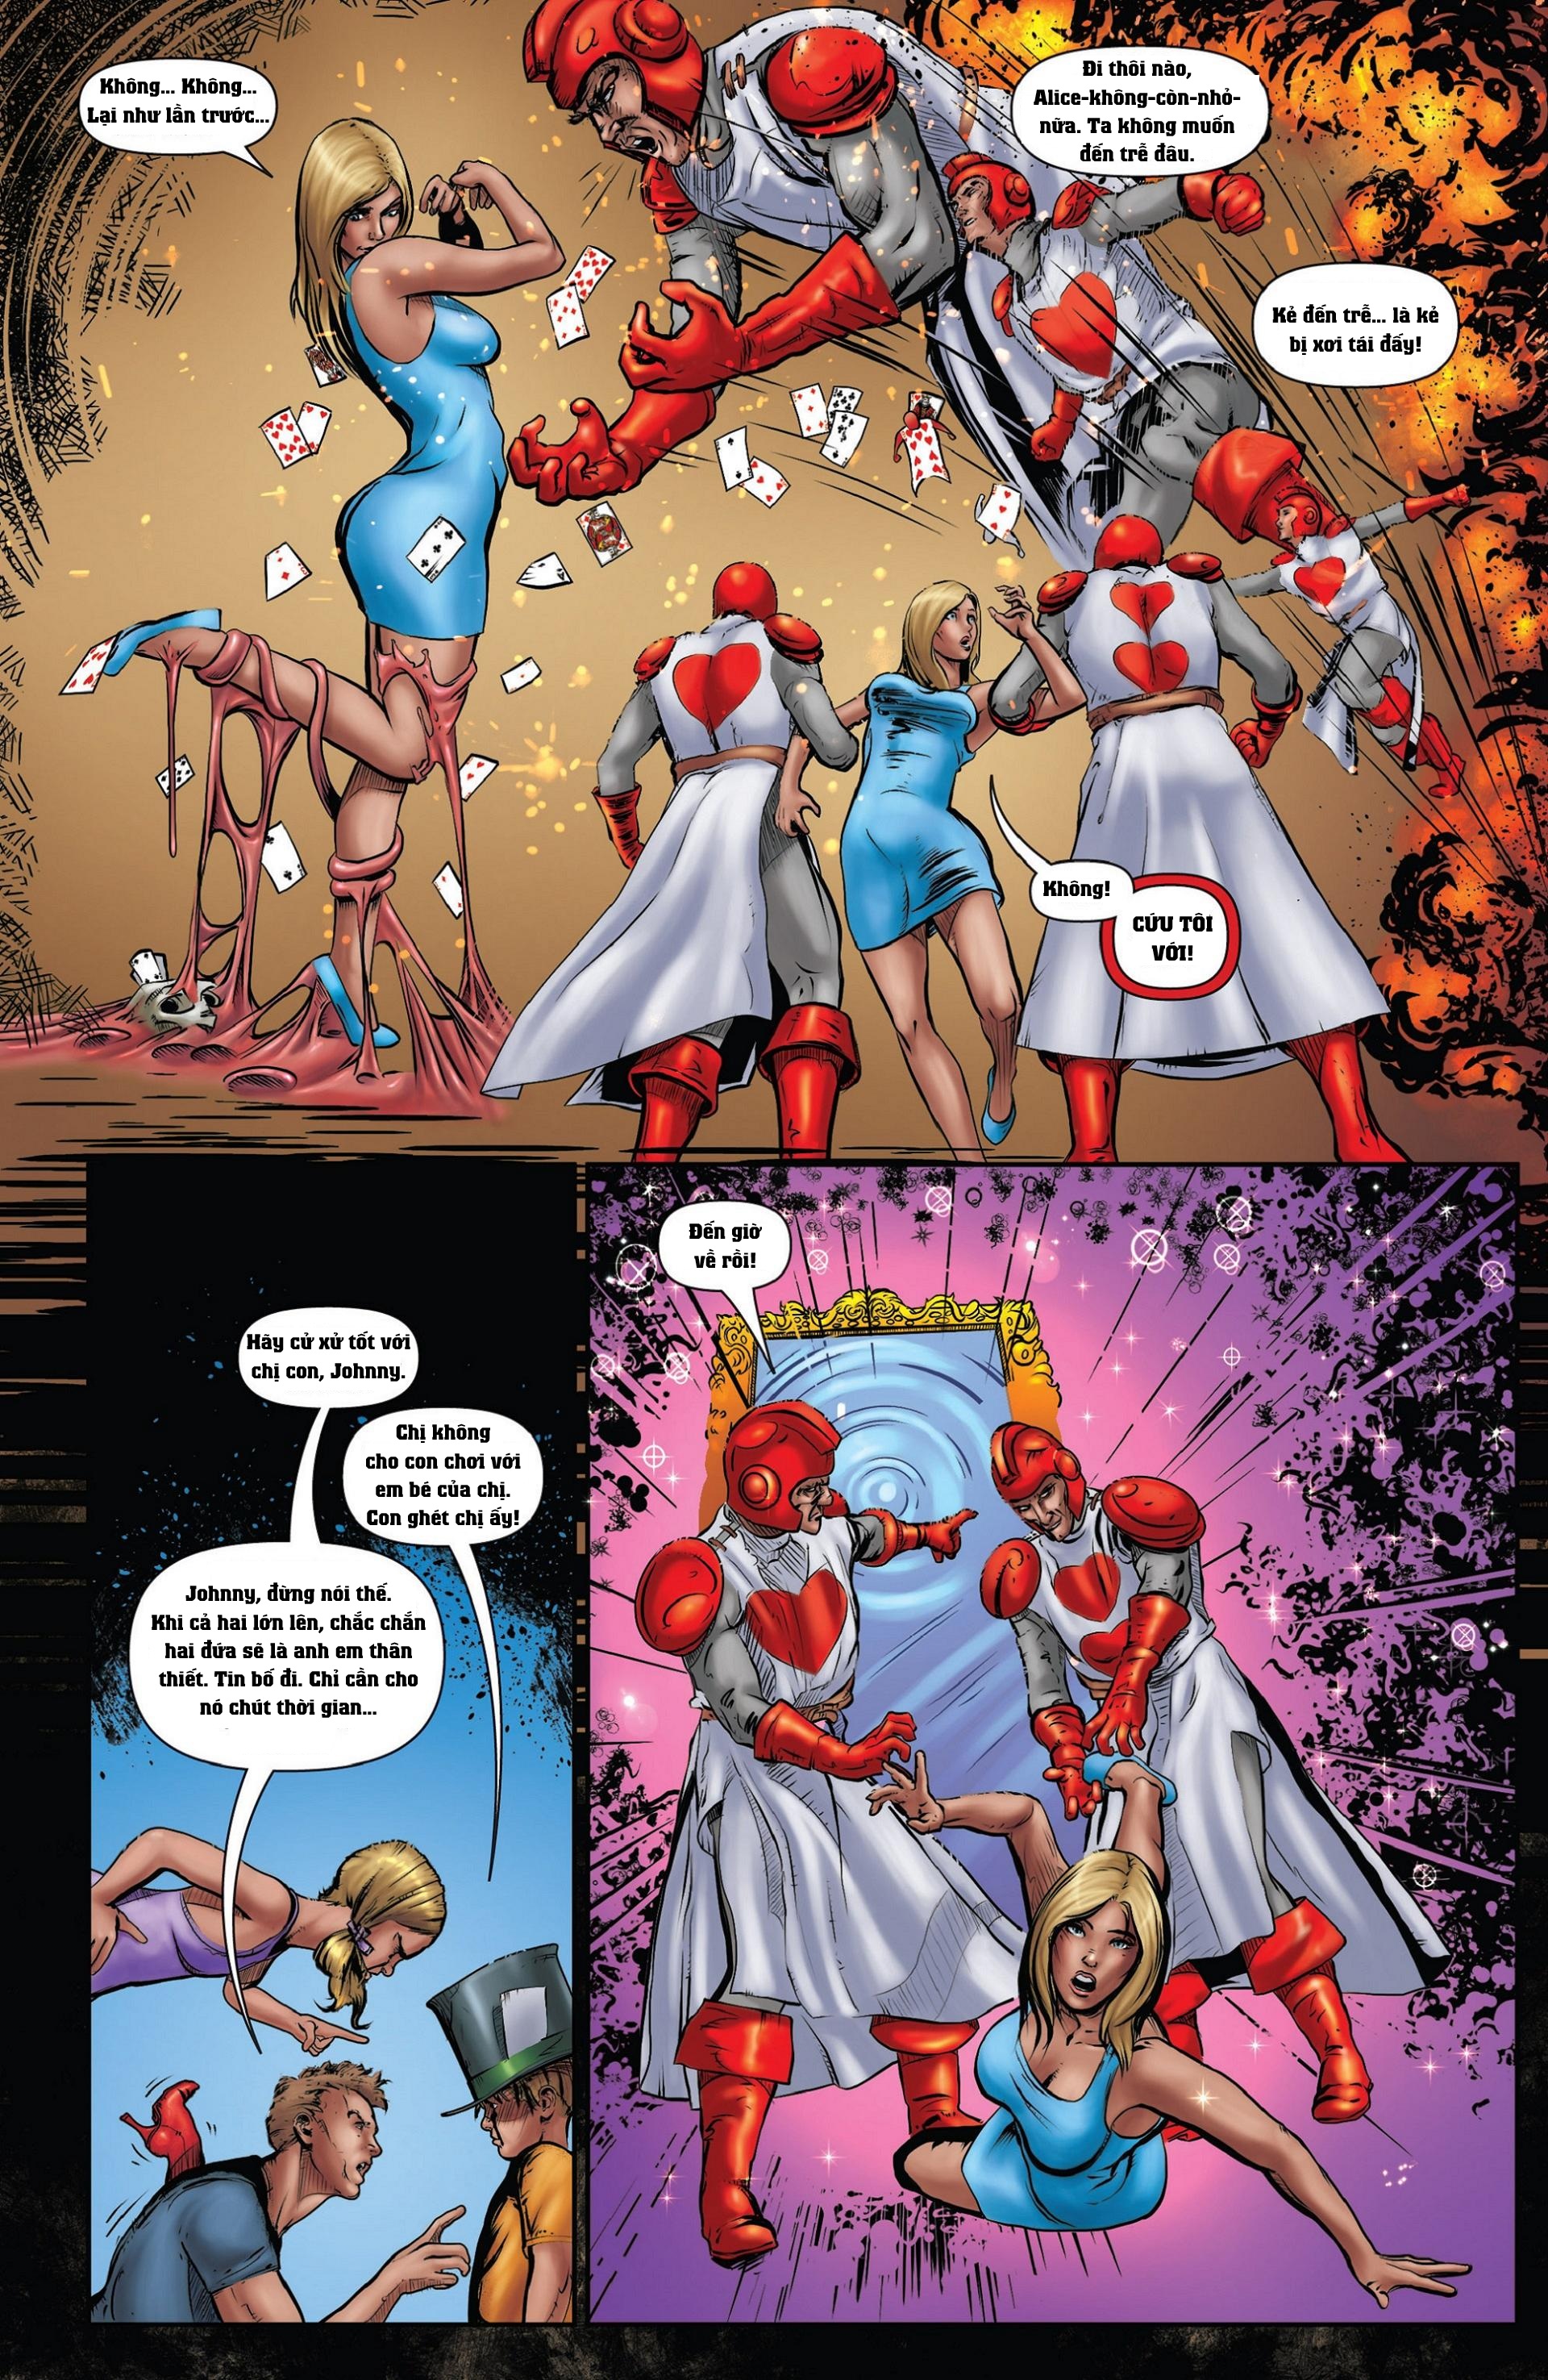 Không... Không...
Lại như lần trước...
Đi thôi nào,
Alice-không-còn-nhỏ-
nữa. Ta không muốn
đến trễ đâu.
Kẻ đến trễ... là kẻ
bị xơi tái đấy!
Không!
CỨU TÔI
VỚI!
Hãy cử xử tốt với
chị con, Johnny.
Chị không
cho con chơi với
em bé của chị.
Con ghét chị ấy!
Johnny, đừng nói thế.
Khi cả hai lớn lên, chắc chắn
hai đứa sẽ là anh em thân
thiết. Tin bố đi. Chỉ cần cho
nó chút thời gian...
Đến giờ
về rồi!